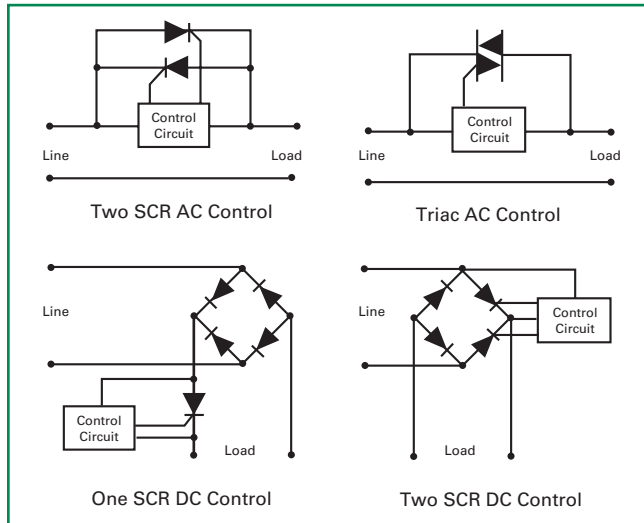 Control
Circuit
Line
Load
Two SCR AC Control
Control
Circuit
Line
Load
Triac AC Control
Line
Control
Circuit
Load
One SCR DC Control
Line
Control
Circuit
Load
Two SCR DC Control